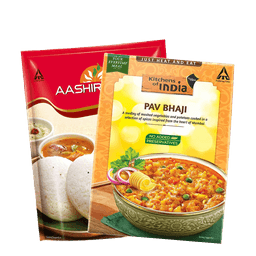 AASHIR
JUST HEAT AND EAT
Kitchens
of INDIA
PAV BHAJI
A medley of mashed vegetables and potatoes cooked in a
selection of spices inspired from the heart of Mumbai
NO ADDED
PRESERVATIVES